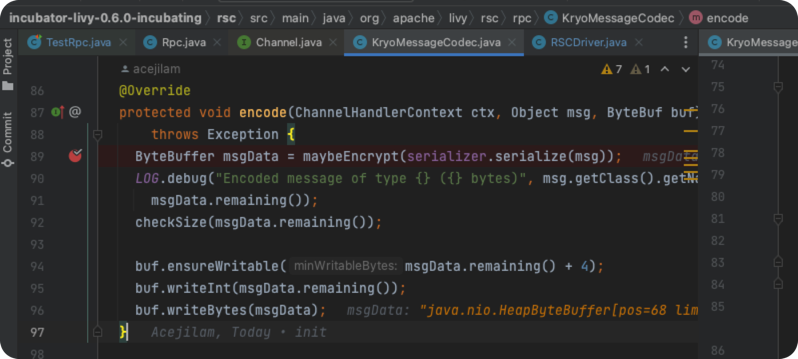 incubator-livy-0.6.0-incubating 〉 rsc 〉 src 〉 main 〉 java 〉 org 〉 apache 〉 livy 〉 rsc 〉 rpc 〉 KryoMessageCodec 〉 m encode
TestRpc.java × Rpc.java × I Channel.java × KryoMessageCodec.java × RSCDriver.java × KryoMessage
Project
Commit
acejilam 7 1
86 @Override
87 protected void encode(ChannelHandlerContext ctx, Object msg, ByteBuf buf)
88 throws Exception {
89 ByteBuffer msgData = maybeEncrypt(serializer.serialize(msg)); msgData
90 LOG.debug("Encoded message of type {} ({} bytes)", msg.getClass().getNa
91 msgData.remaining());
92 checkSize(msgData.remaining());
93
94 buf.ensureWritable( minWritableBytes: msgData.remaining() + 4);
95 buf.writeInt(msgData.remaining());
96 buf.writeBytes(msgData); msgData: "java.nio.HeapByteBuffer[pos=68 lim
97 } Acejilam, Today • init
98
74
75
76
77
78
79
80
81
82
83
84
85
86